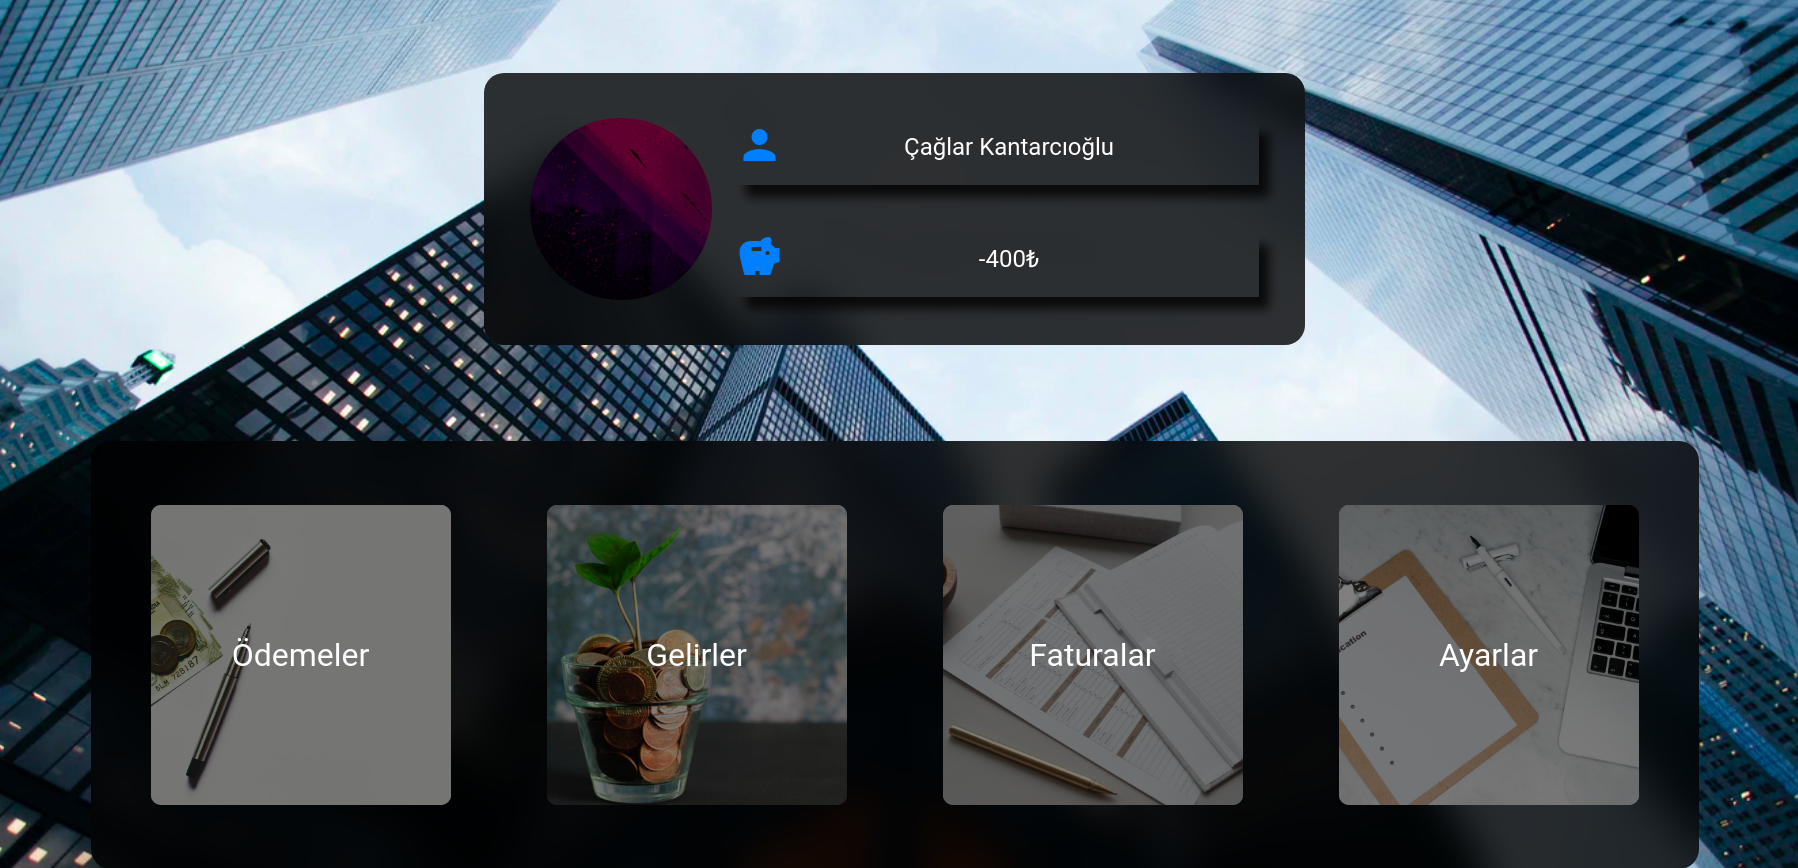 Çağlar Kantarcıoğlu
-400₺
Ödemeler
Gelirler
Faturalar
Ayarlar